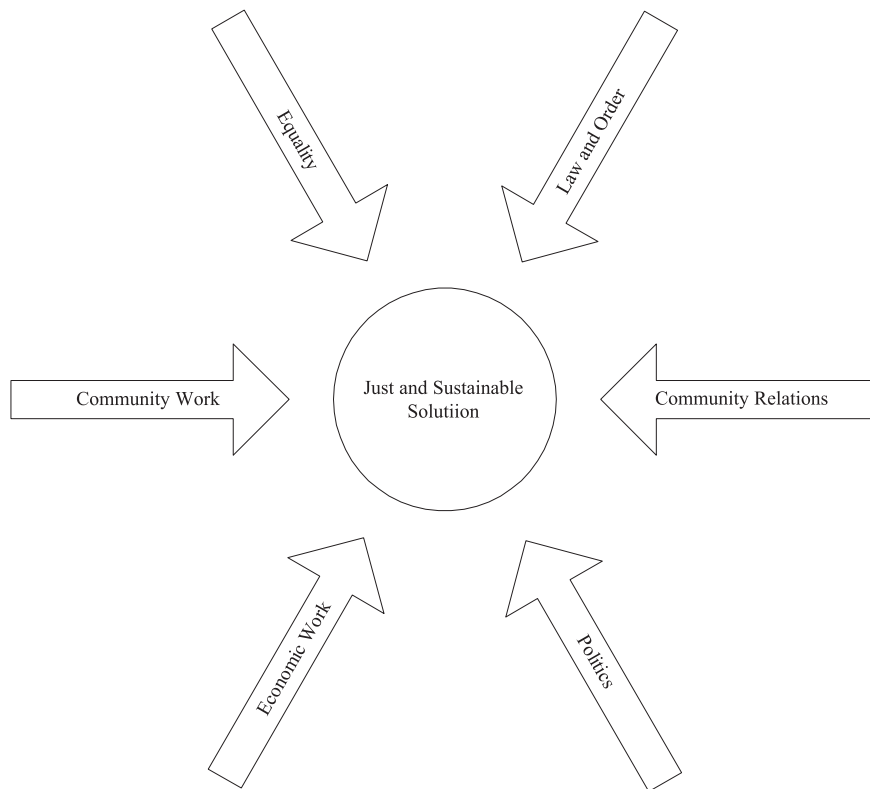 Equality
Law and Order
Community Work
Just and Sustainable
Solutiion
Community Relations
Economic Work
Politics